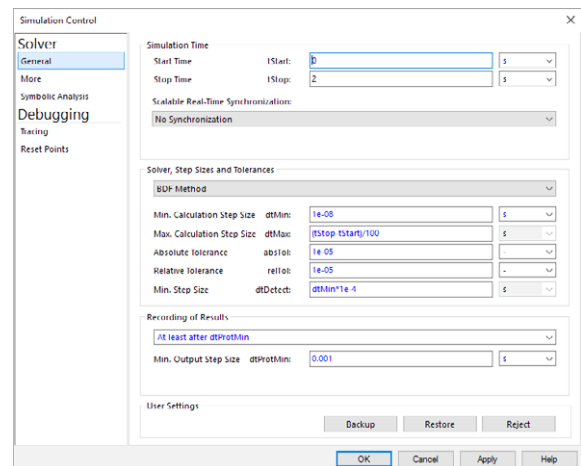 Simulation Control
Solver
General
More
Symbolic Analysis
Debugging
Tracing
Reset Points
Simulation Time
Start Time tStart: 0 s
Stop Time tStop: 2 s
Scalable Real-Time Synchronization:
No Synchronization
Solver, Step Sizes and Tolerances
BDF Method
Min. Calculation Step Size dtMin: 1e-08 s
Max. Calculation Step Size dtMax: (tStop-tStart)/100 s
Absolute Tolerance absTol: 1e-05 -
Relative Tolerance relTol: 1e-05 -
Min. Step Size dtDetect: dtMin*1e-4 s
Recording of Results
At least after dtProtMin
Min. Output Step Size dtProtMin: 0.001 s
User Settings
Backup Restore Reject
OK Cancel Apply Help